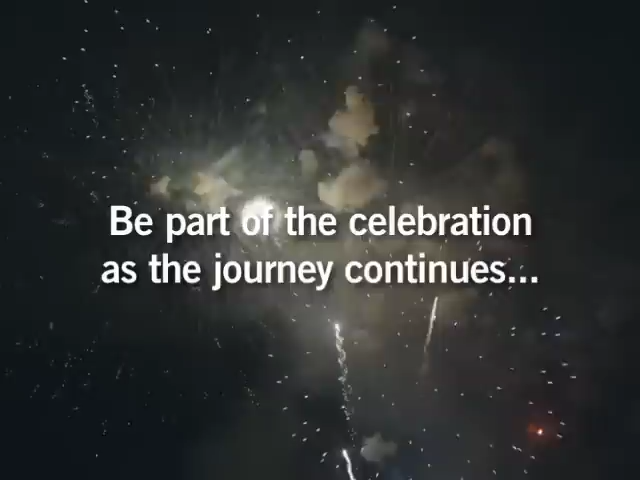 Be part of the celebration
as the journey continues...